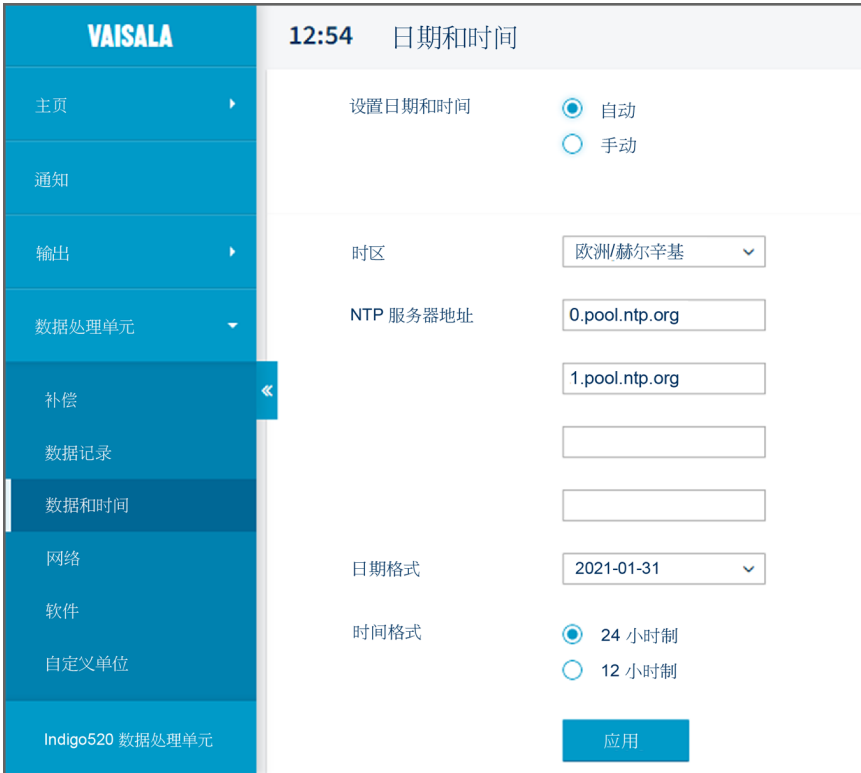 VAISALA
主页
通知
输出
数据处理单元
补偿
数据记录
数据和时间
网络
软件
自定义单位
Indigo520 数据处理单元
12:54 日期和时间
设置日期和时间
自动
手动
时区 欧洲/赫尔辛基
NTP 服务器地址 0.pool.ntp.org
1.pool.ntp.org
日期格式 2021-01-31
时间格式 24 小时制
12 小时制
应用